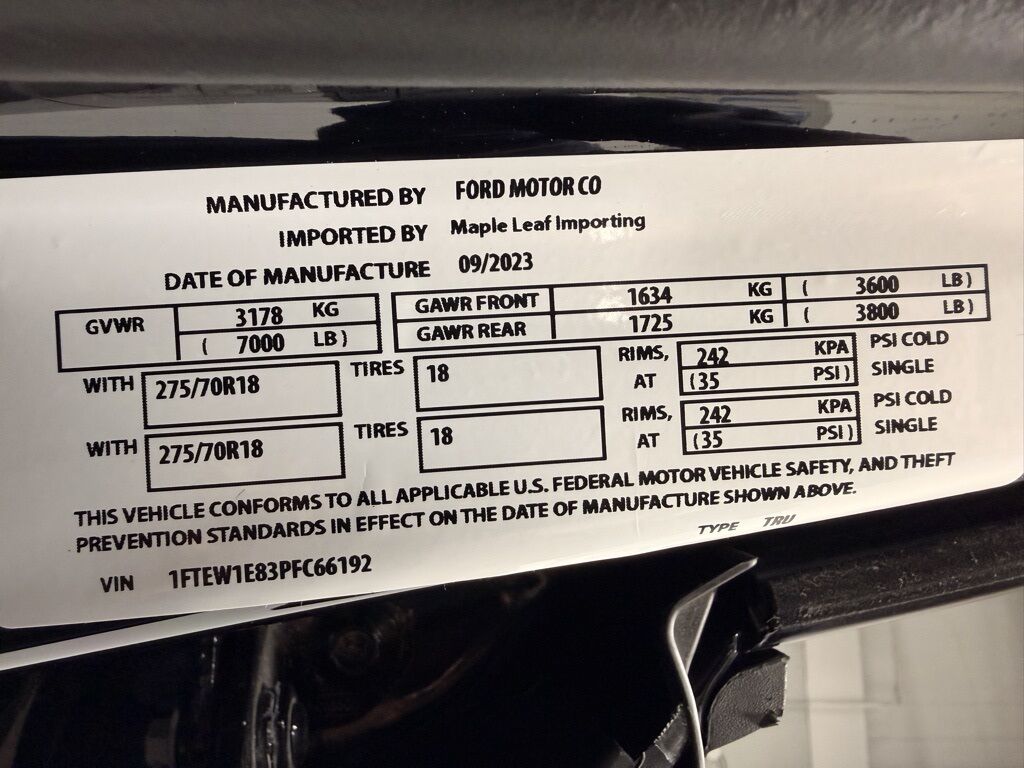 MANUFACTURED BY FORD MOTOR CO
IMPORTED BY Maple Leaf Importing
DATE OF MANUFACTURE 09/2023
GVWR 3178 KG
( 7000 LB )
GAWR FRONT 1634 KG ( 3600 LB )
GAWR REAR 1725 KG ( 3800 LB )
WITH 275/70R18 TIRES 18 RIMS, 242 KPA PSI COLD
AT (35 PSI ) SINGLE
WITH 275/70R18 TIRES 18 RIMS, 242 KPA PSI COLD
AT (35 PSI ) SINGLE
THIS VEHICLE CONFORMS TO ALL APPLICABLE U.S. FEDERAL MOTOR VEHICLE SAFETY, AND THEFT
PREVENTION STANDARDS IN EFFECT ON THE DATE OF MANUFACTURE SHOWN ABOVE.
TYPE TRU
VIN 1FTEW1E83PFC66192